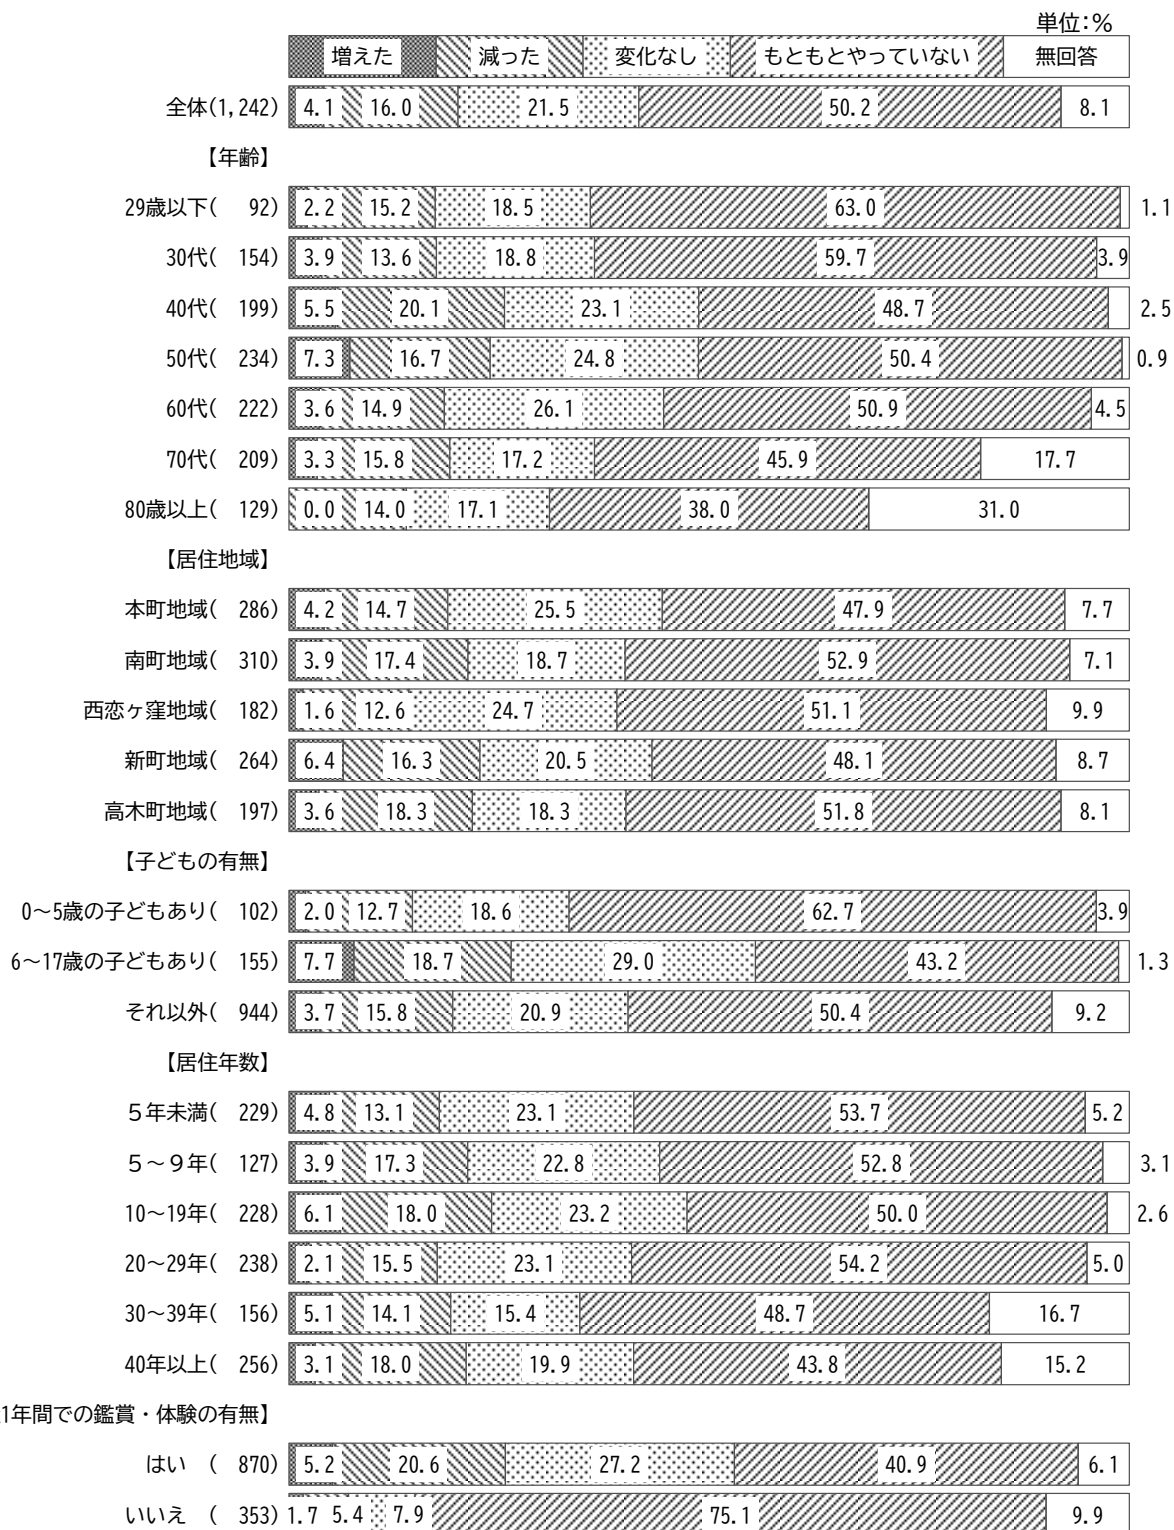 単位：%
増えた 減った 変化なし もともとやっていない 無回答
全体(1,242) 4.1 16.0 21.5 50.2 8.1
【年齢】
29歳以下( 92) 2.2 15.2 18.5 63.0 1.1
30代( 154) 3.9 13.6 18.8 59.7 3.9
40代( 199) 5.5 20.1 23.1 48.7 2.5
50代( 234) 7.3 16.7 24.8 50.4 0.9
60代( 222) 3.6 14.9 26.1 50.9 4.5
70代( 209) 3.3 15.8 17.2 45.9 17.7
80歳以上( 129) 0.0 14.0 17.1 38.0 31.0
【居住地域】
本町地域( 286) 4.2 14.7 25.5 47.9 7.7
南町地域( 310) 3.9 17.4 18.7 52.9 7.1
西恋ヶ窪地域( 182) 1.6 12.6 24.7 51.1 9.9
新町地域( 264) 6.4 16.3 20.5 48.1 8.7
高木町地域( 197) 3.6 18.3 18.3 51.8 8.1
【子どもの有無】
0～5歳の子どもあり( 102) 2.0 12.7 18.6 62.7 3.9
6～17歳の子どもあり( 155) 7.7 18.7 29.0 43.2 1.3
それ以外( 944) 3.7 15.8 20.9 50.4 9.2
【居住年数】
５年未満( 229) 4.8 13.1 23.1 53.7 5.2
５～９年( 127) 3.9 17.3 22.8 52.8 3.1
10～19年( 228) 6.1 18.0 23.2 50.0 2.6
20～29年( 238) 2.1 15.5 23.1 54.2 5.0
30～39年( 156) 5.1 14.1 15.4 48.7 16.7
40年以上( 256) 3.1 18.0 19.9 43.8 15.2
1年間での鑑賞・体験の有無】
はい ( 870) 5.2 20.6 27.2 40.9 6.1
いいえ ( 353) 1.7 5.4 7.9 75.1 9.9